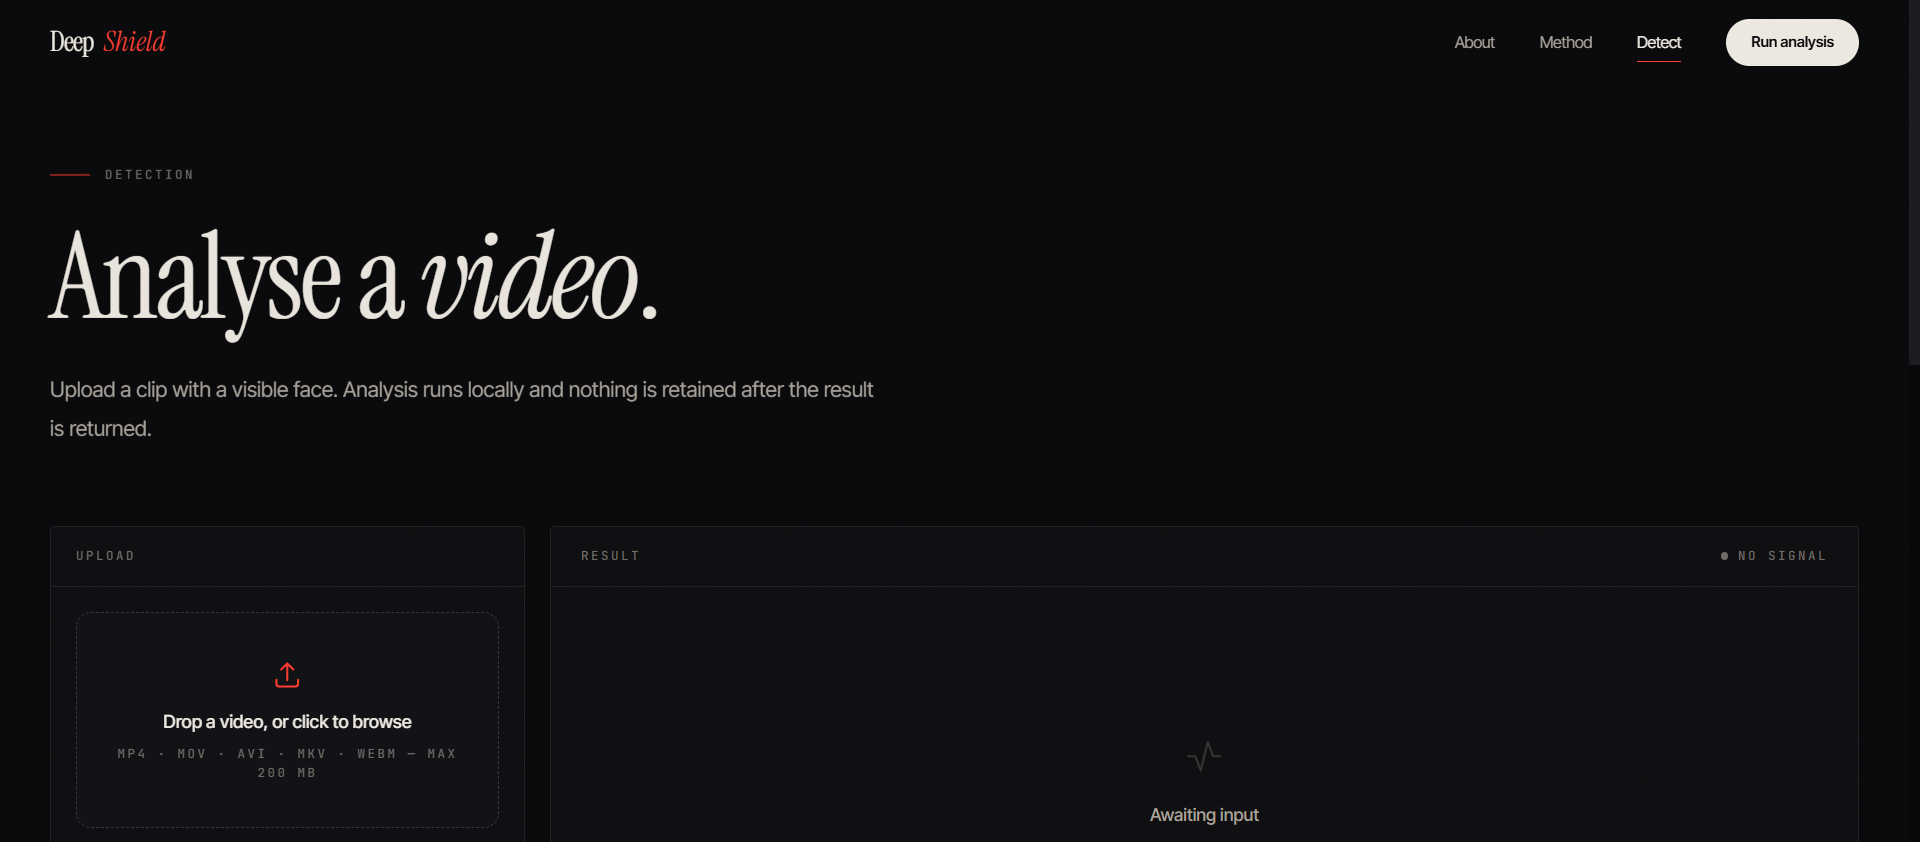 Deep Shield
About Method Detect Run analysis
DETECTION
Analyse a video.
Upload a clip with a visible face. Analysis runs locally and nothing is retained after the result
is returned.
UPLOAD
RESULT
NO SIGNAL
Drop a video, or click to browse
MP4 · MOV · AVI · MKV · WEBM — MAX
200 MB
Awaiting input